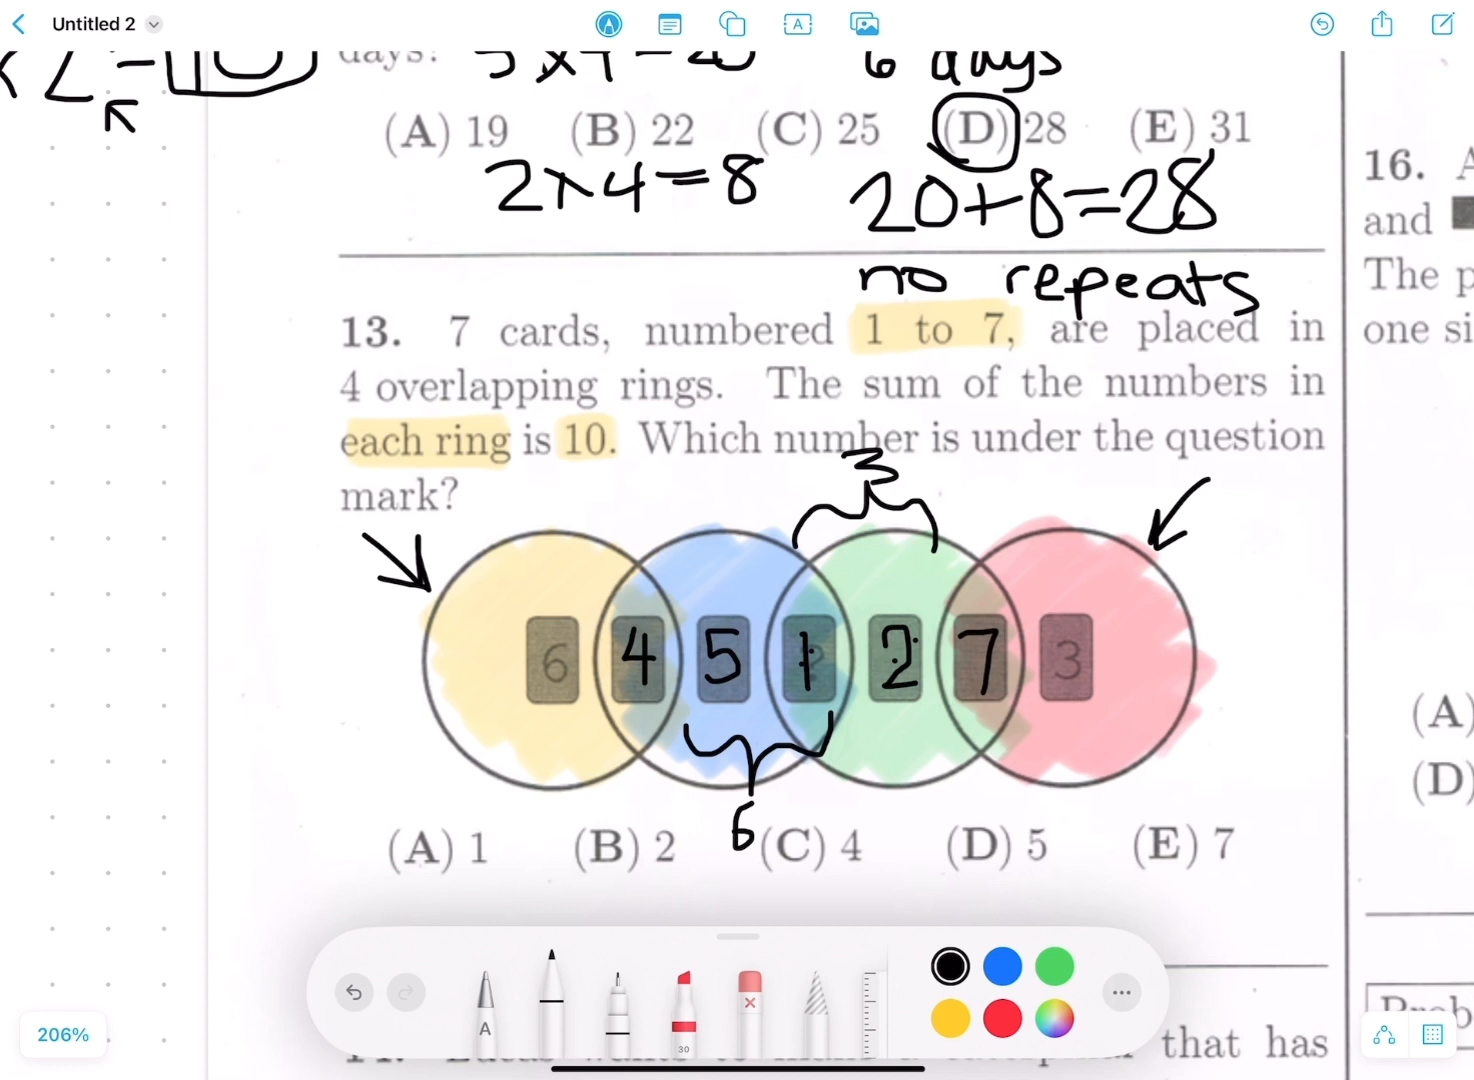 Untitled 2
days?
6 days
(A) 19 (B) 22 (C) 25 (D) 28 (E) 31
2×4=8 20+8=28
no repeats
13. 7 cards, numbered 1 to 7, are placed in
4 overlapping rings. The sum of the numbers in
each ring is 10. Which number is under the question
mark?
3
6 4 5 1 ? 2 7 3
6
(A) 1 (B) 2 (C) 4 (D) 5 (E) 7
that has
16.
and
The
one
(A)
(D)
A
30
206%